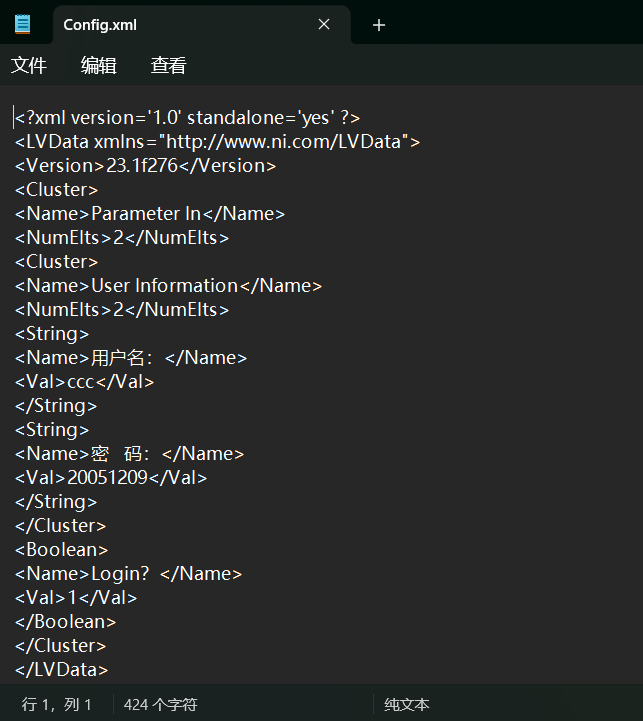 Config.xml
文件 编辑 查看
<?xml version='1.0' standalone='yes' ?>
<LVData xmlns="http://www.ni.com/LVData">
<Version>23.1f276</Version>
<Cluster>
<Name>Parameter In</Name>
<NumElts>2</NumElts>
<Cluster>
<Name>User Information</Name>
<NumElts>2</NumElts>
<String>
<Name>用户名：</Name>
<Val>ccc</Val>
</String>
<String>
<Name>密   码：</Name>
<Val>20051209</Val>
</String>
</Cluster>
<Boolean>
<Name>Login？</Name>
<Val>1</Val>
</Boolean>
</Cluster>
</LVData>
行 1，列 1 424 个字符 纯文本